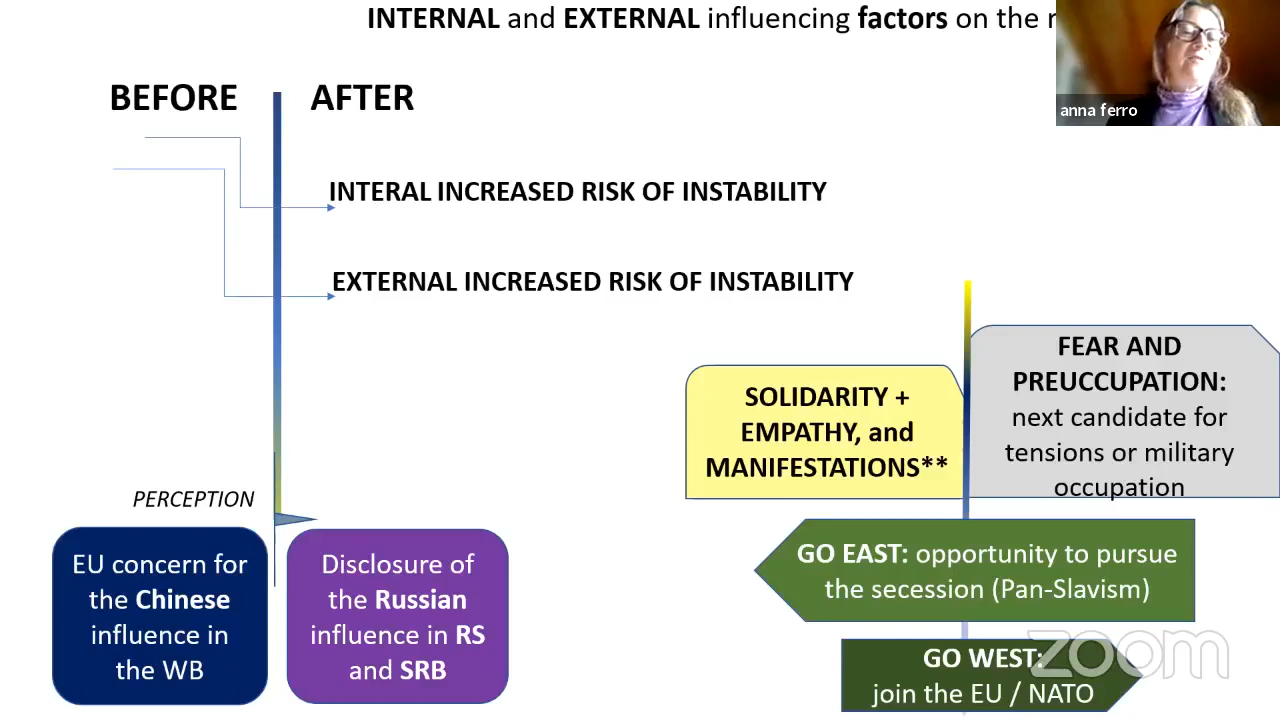 INTERNAL and EXTERNAL influencing factors on the
anna ferro
BEFORE
AFTER
INTERAL INCREASED RISK OF INSTABILITY
EXTERNAL INCREASED RISK OF INSTABILITY
SOLIDARITY +
EMPATHY, and
MANIFESTATIONS**
FEAR AND
PREUCCUPATION:
next candidate for
tensions or military
occupation
PERCEPTION
EU concern for
the Chinese
influence in
the WB
Disclosure of
the Russian
influence in RS
and SRB
GO EAST: opportunity to pursue
the secession (Pan-Slavism)
GO WEST:
join the EU / NATO
zoom